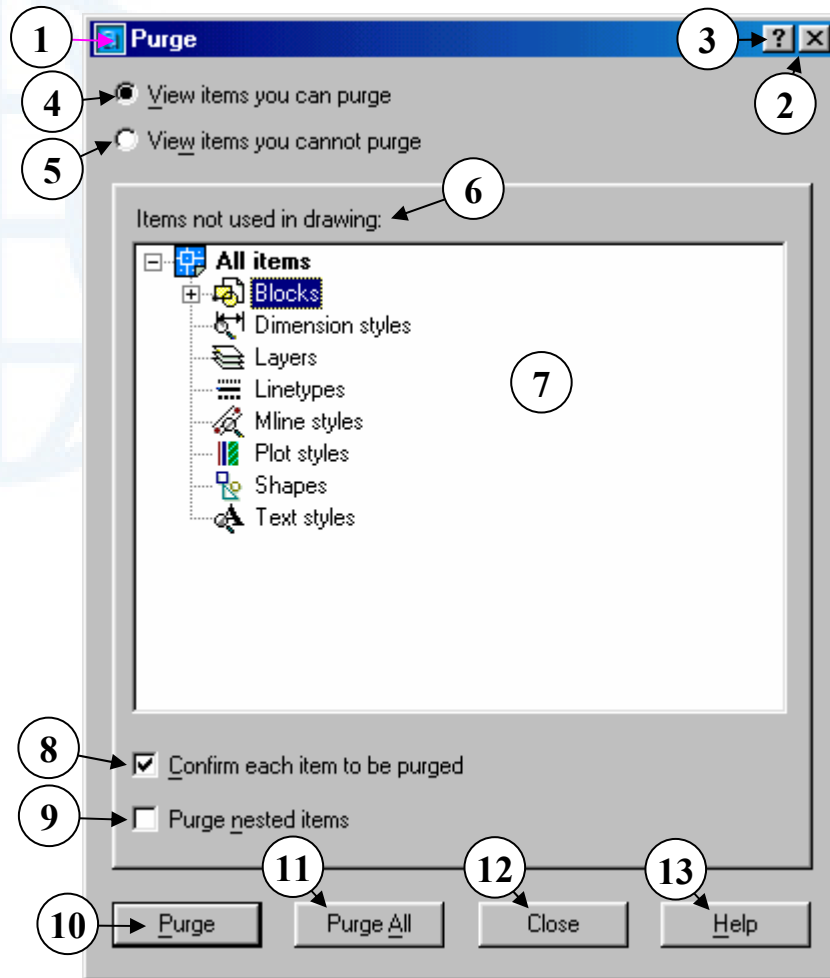 1 Purge 3 ? X
4 View items you can purge 2
5 View items you cannot purge
6
Items not used in drawing:
All items
Blocks
Dimension styles
Layers
7
Linetypes
Mline styles
Plot styles
Shapes
Text styles
8 Confirm each item to be purged
9 Purge nested items
11 12 13
10 Purge Purge All Close Help